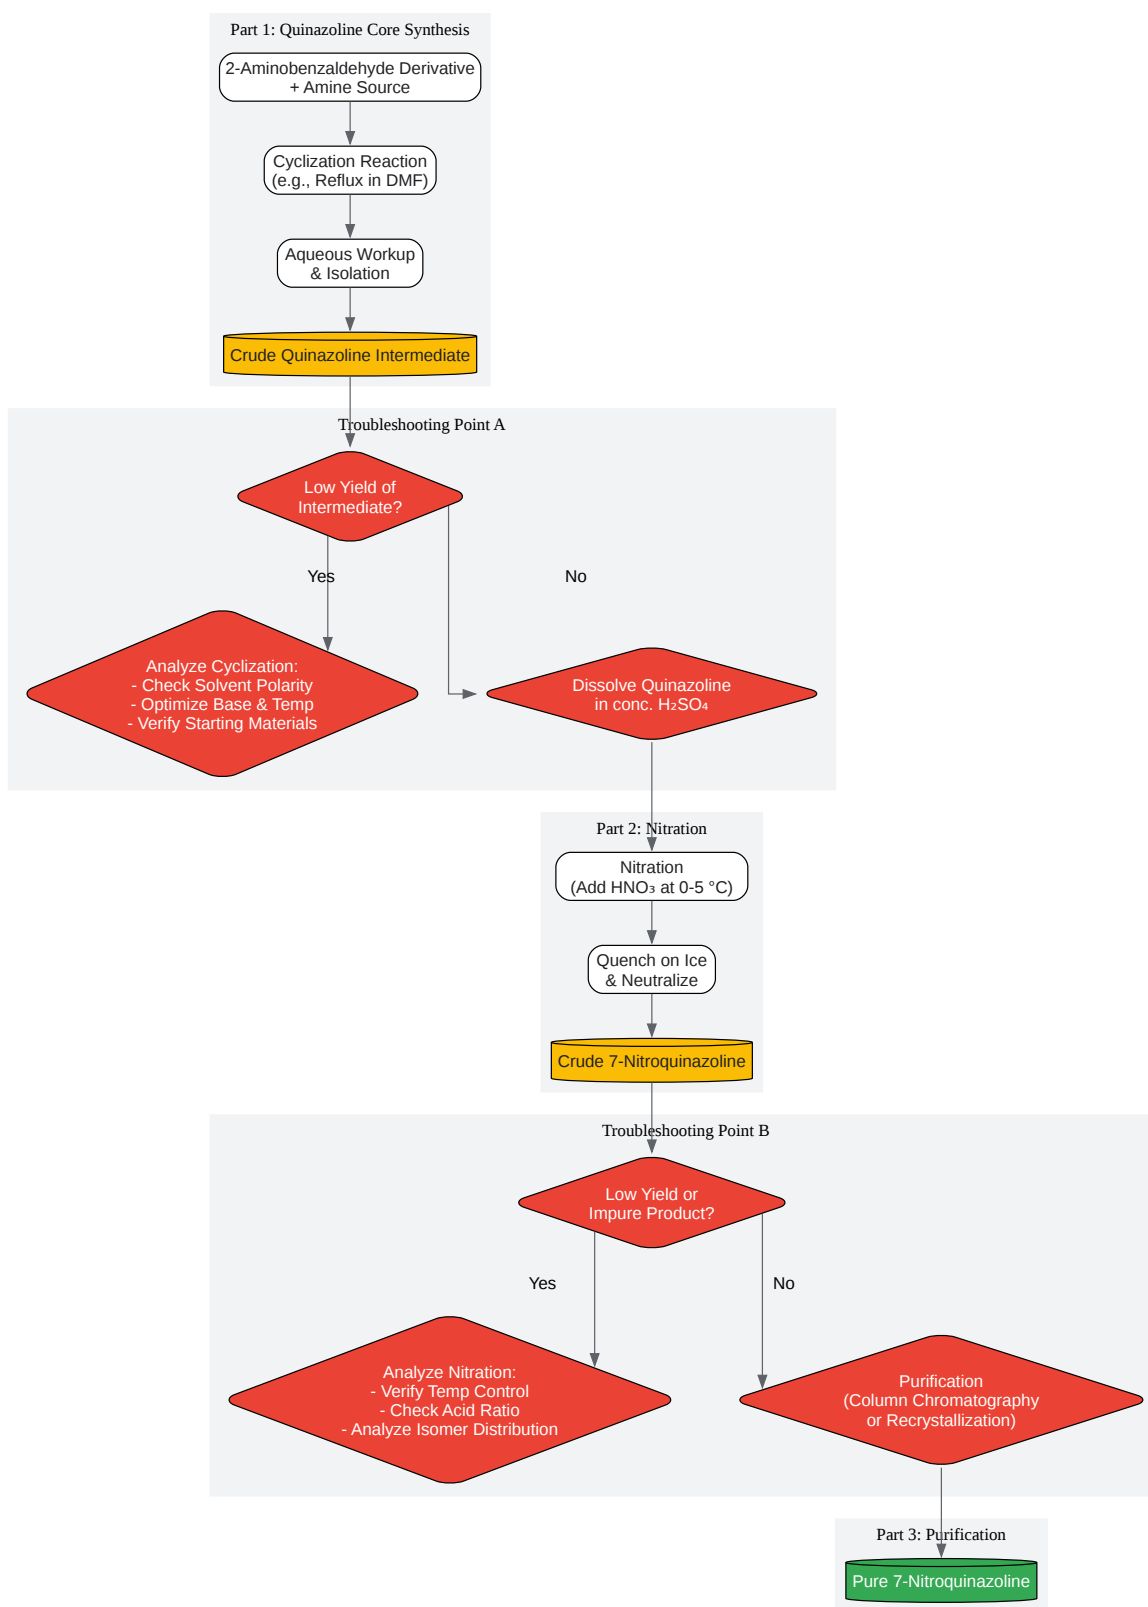 Part 1: Quinazoline Core Synthesis
2-Aminobenzaldehyde Derivative
+ Amine Source
Cyclization Reaction
(e.g., Reflux in DMF)
Aqueous Workup
& Isolation
Crude Quinazoline Intermediate
Troubleshooting Point A
Low Yield of
Intermediate?
Yes
No
Analyze Cyclization:
- Check Solvent Polarity
- Optimize Base & Temp
- Verify Starting Materials
Dissolve Quinazoline
in conc. H₂SO₄
Part 2: Nitration
Nitration
(Add HNO₃ at 0-5 °C)
Quench on Ice
& Neutralize
Crude 7-Nitroquinazoline
Troubleshooting Point B
Low Yield or
Impure Product?
Yes
No
Analyze Nitration:
- Verify Temp Control
- Check Acid Ratio
- Analyze Isomer Distribution
Purification
(Column Chromatography
or Recrystallization)
Part 3: Purification
Pure 7-Nitroquinazoline